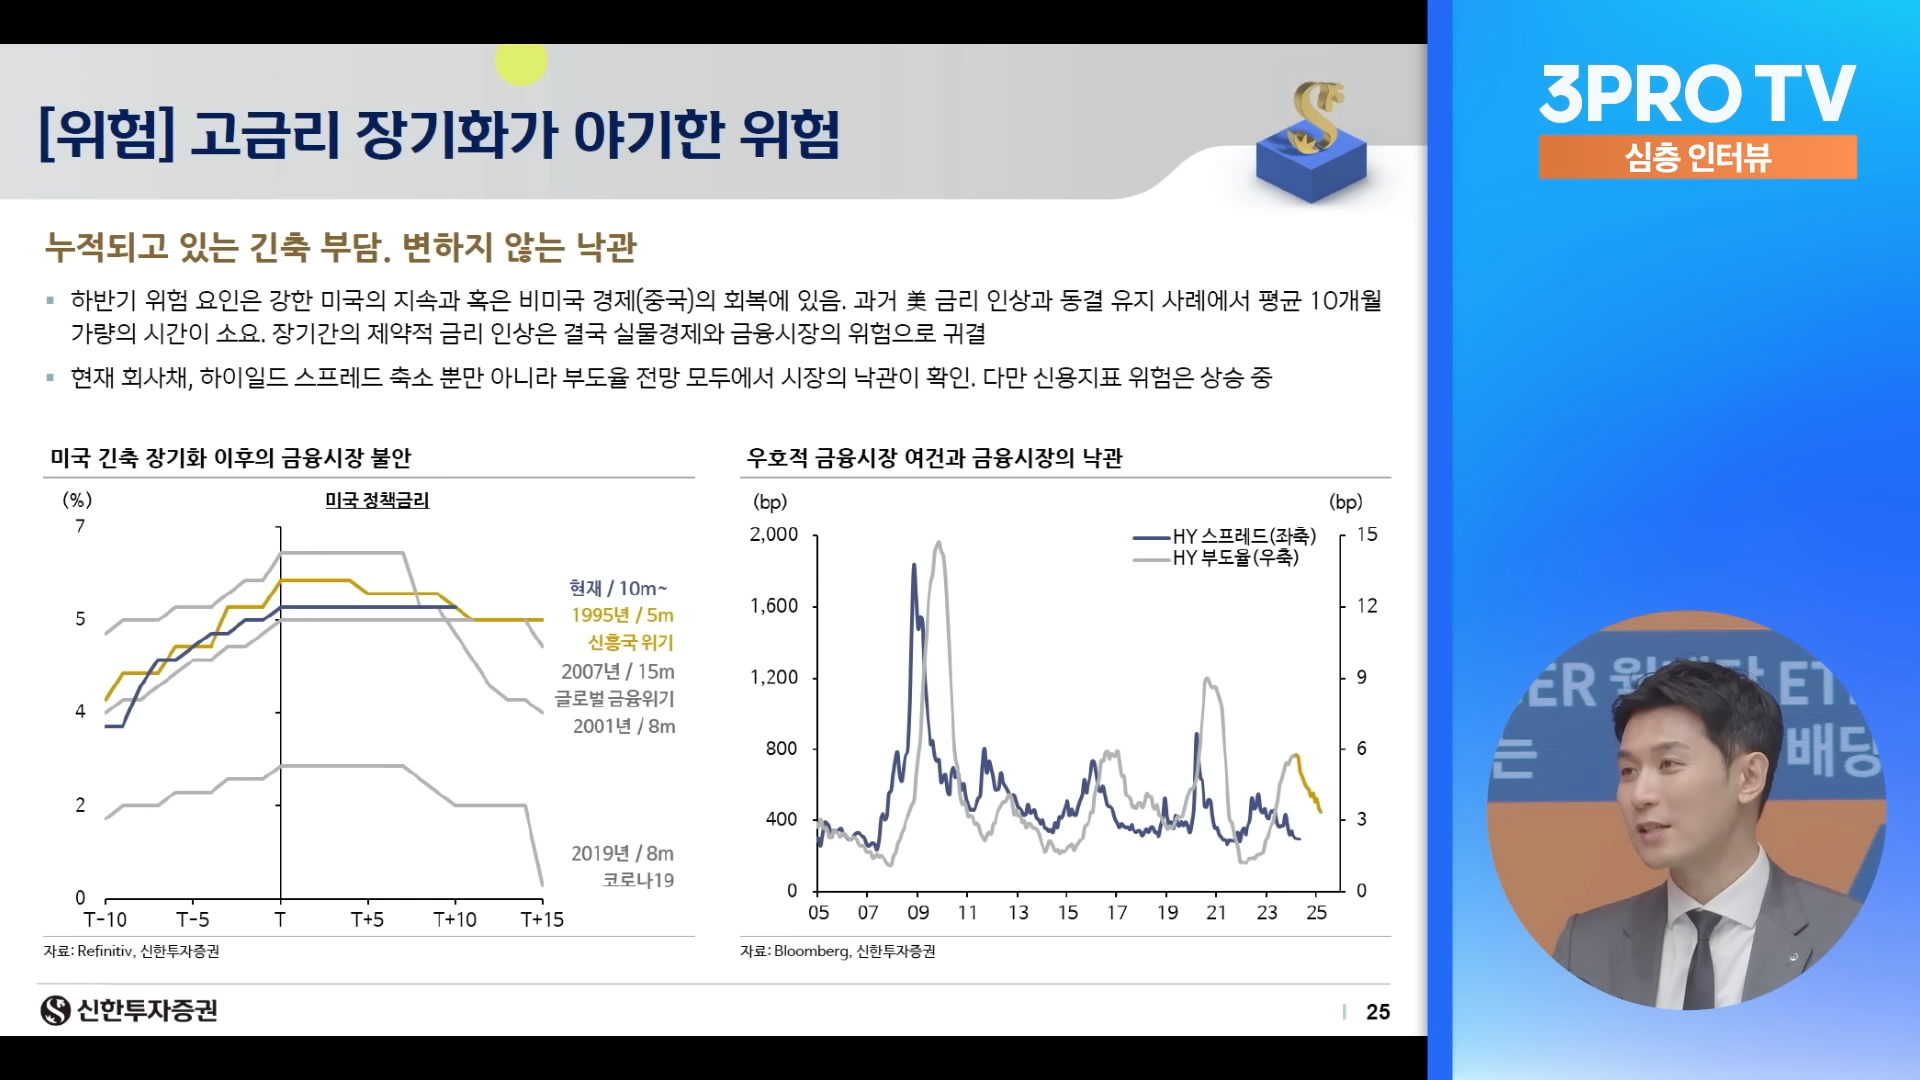 [위험] 고금리 장기화가 야기한 위험
누적되고 있는 긴축 부담. 변하지 않는 낙관
▪ 하반기 위험 요인은 강한 미국의 지속과 혹은 비미국 경제(중국)의 회복에 있음. 과거 美 금리 인상과 동결 유지 사례에서 평균 10개월
가량의 시간이 소요. 장기간의 제약적 금리 인상은 결국 실물경제와 금융시장의 위험으로 귀결
▪ 현재 회사채, 하이일드 스프레드 축소 뿐만 아니라 부도율 전망 모두에서 시장의 낙관이 확인. 다만 신용지표 위험은 상승 중
미국 긴축 장기화 이후의 금융시장 불안
(%)
미국 정책금리
7
5
4
2
0
T-10 T-5 T T+5 T+10 T+15
현재 / 10m~
1995년 / 5m
신흥국 위기
2007년 / 15m
글로벌 금융위기
2001년 / 8m
2019년 / 8m
코로나19
자료: Refinitiv, 신한투자증권
우호적 금융시장 여건과 금융시장의 낙관
(bp) (bp)
HY 스프레드(좌축)
HY 부도율(우축)
2,000 15
1,600 12
1,200 9
800 6
400 3
0 0
05 07 09 11 13 15 17 19 21 23 25
자료: Bloomberg, 신한투자증권
신한투자증권
25
3PRO TV
심층 인터뷰
ER
ET
는
배당